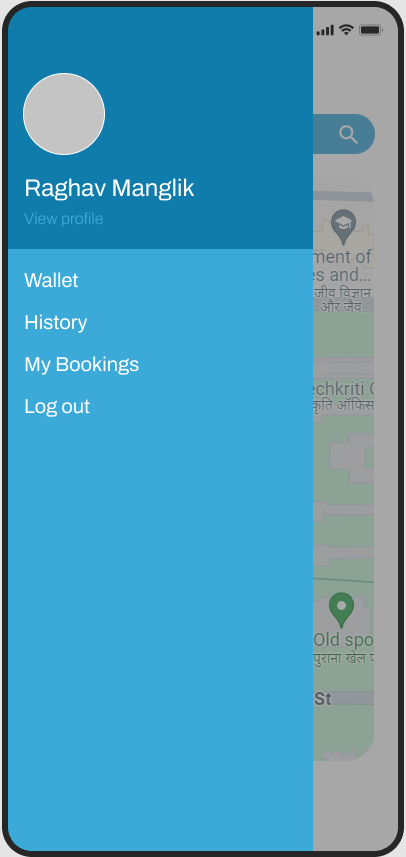 Raghav Manglik
View profile
Wallet
History
My Bookings
Log out
ment of
es and...
जीव विज्ञान
और जैव...
echkriti
कृति ऑफिस
Old spo
पुराना खेल
St